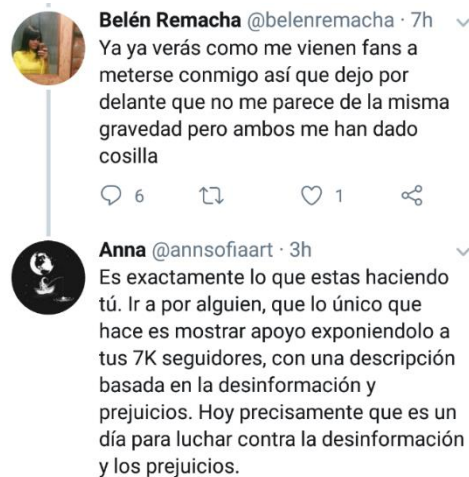 Belén Remacha @belenremacha · 7h
Ya ya verás como me vienen fans a
meterse conmigo así que dejo por
delante que no me parece de la misma
gravedad pero ambos me han dado
cosilla
6 1
Anna @annsofiaart · 3h
Es exactamente lo que estas haciendo
tú. Ir a por alguien, que lo único que
hace es mostrar apoyo exponiendolo a
tus 7K seguidores, con una descripción
basada en la desinformación y
prejuicios. Hoy precisamente que es un
día para luchar contra la desinformación
y los prejuicios.